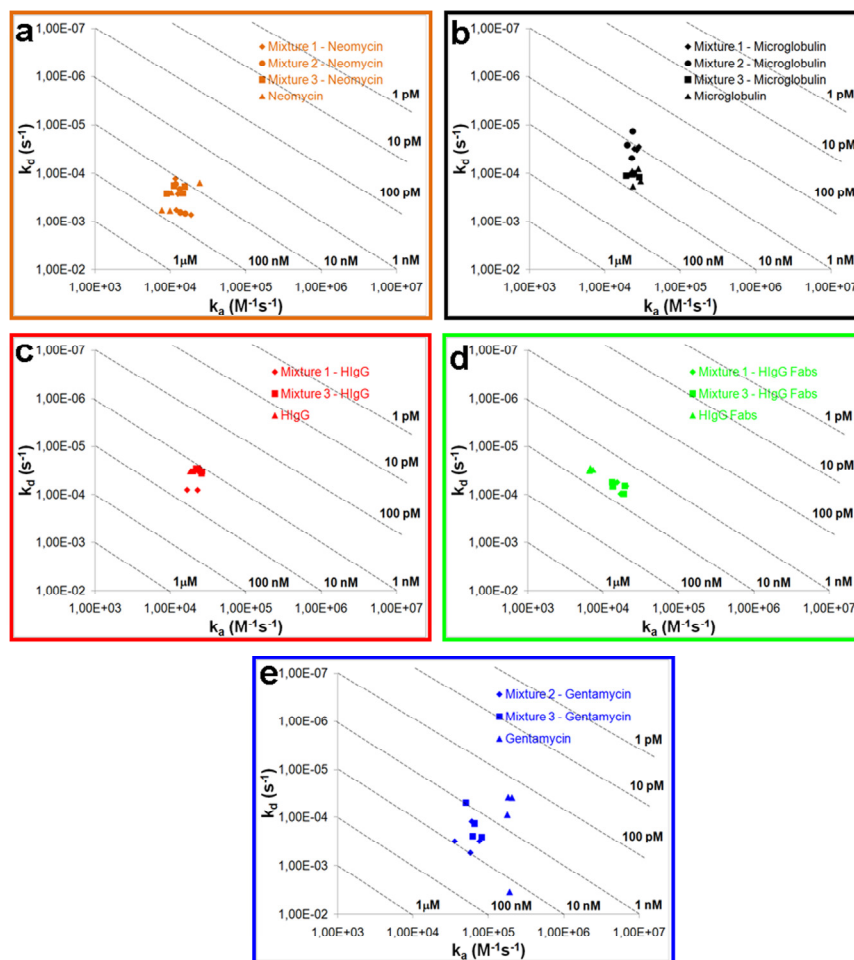 a
1,00E-07
1,00E-06
1,00E-05
1,00E-04
1,00E-03
1,00E-02
kd (s-1)
Mixture 1 - Neomycin
Mixture 2 - Neomycin
Mixture 3 - Neomycin
Neomycin
1 pM
10 pM
100 pM
1µM 100 nM 10 nM 1 nM
1,00E+03 1,00E+04 1,00E+05 1,00E+06 1,00E+07
ka (M-1s-1)
b
1,00E-07
1,00E-06
1,00E-05
1,00E-04
1,00E-03
1,00E-02
kd (s-1)
Mixture 1 - Microglobulin
Mixture 2 - Microglobulin
Mixture 3 - Microglobulin
Microglobulin
1 pM
10 pM
100 pM
1µM 100 nM 10 nM 1 nM
1,00E+03 1,00E+04 1,00E+05 1,00E+06 1,00E+07
ka (M-1s-1)
c
1,00E-07
1,00E-06
1,00E-05
1,00E-04
1,00E-03
1,00E-02
kd (s-1)
Mixture 1 - HIgG
Mixture 3 - HIgG
HIgG
1 pM
10 pM
100 pM
1µM 100 nM 10 nM 1 nM
1,00E+03 1,00E+04 1,00E+05 1,00E+06 1,00E+07
ka (M-1s-1)
d
1,00E-07
1,00E-06
1,00E-05
1,00E-04
1,00E-03
1,00E-02
kd (s-1)
Mixture 1 - HIgG Fabs
Mixture 3 - HIgG Fabs
HIgG Fabs
1 pM
10 pM
100 pM
1µM 100 nM 10 nM 1 nM
1,00E+03 1,00E+04 1,00E+05 1,00E+06 1,00E+07
ka (M-1s-1)
e
1,00E-07
1,00E-06
1,00E-05
1,00E-04
1,00E-03
1,00E-02
kd (s-1)
Mixture 2 - Gentamycin
Mixture 3 - Gentamycin
Gentamycin
1 pM
10 pM
100 pM
1µM 100 nM 10 nM 1 nM
1,00E+03 1,00E+04 1,00E+05 1,00E+06 1,00E+07
ka (M-1s-1)